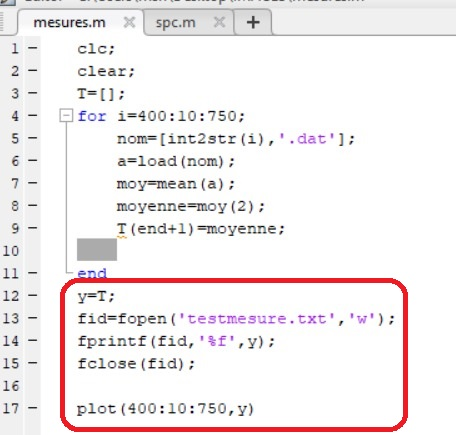 mesures.m spc.m
1 clc;
2 clear;
3 T=[];
4 for i=400:10:750;
5 nom=[int2str(i),'.dat'];
6 a=load(nom);
7 moy=mean(a);
8 moyenne=moy(2);
9 T(end+1)=moyenne;
10
11 end
12 y=T;
13 fid=fopen('testmesure.txt','w');
14 fprintf(fid,'%f',y);
15 fclose(fid);
16
17 plot(400:10:750,y)